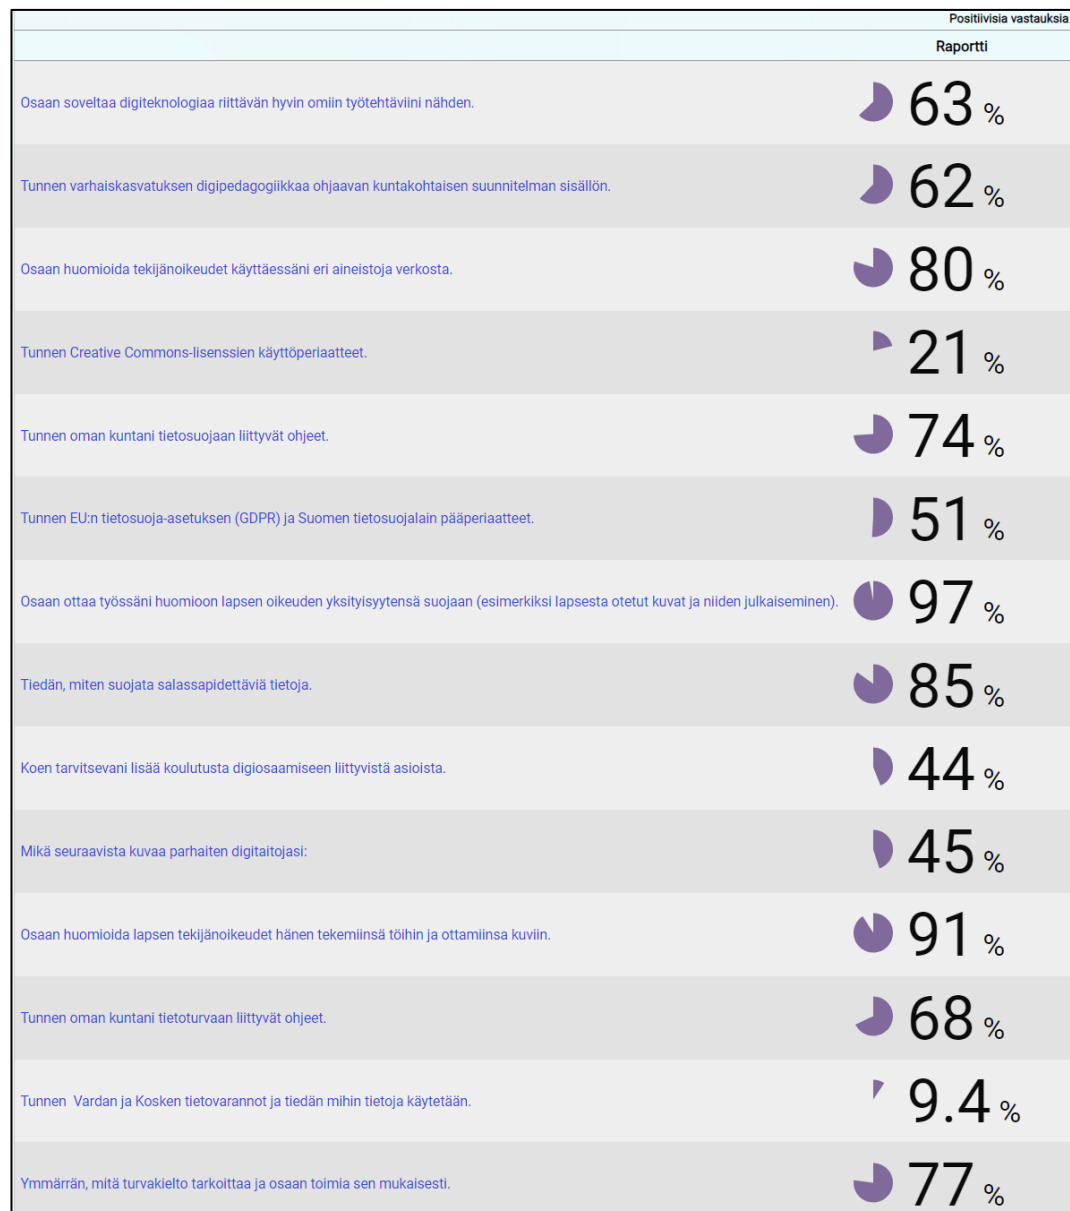 Positiivisia vastauksia
Raportti
Osaan soveltaa digiteknologiaa riittävän hyvin omiin työtehtäviini nähden. 63 %
Tunnen varhaiskasvatuksen digipedagogiikkaa ohjaavan kuntakohtaisen suunnitelman sisällön. 62 %
Osaan huomioida tekijänoikeudet käyttäessäni eri aineistoja verkosta. 80 %
Tunnen Creative Commons-lisenssien käyttöperiaatteet. 21 %
Tunnen oman kuntani tietosuojaan liittyvät ohjeet. 74 %
Tunnen EU:n tietosuoja-asetuksen (GDPR) ja Suomen tietosuojalain pääperiaatteet. 51 %
Osaan ottaa työssäni huomioon lapsen oikeuden yksityisyytensä suojaan (esimerkiksi lapsesta otetut kuvat ja niiden julkaiseminen). 97 %
Tiedän, miten suojata salassapidettäviä tietoja. 85 %
Koen tarvitsevani lisää koulutusta digiosaamiseen liittyvistä asioista. 44 %
Mikä seuraavista kuvaa parhaiten digitaitojasi: 45 %
Osaan huomioida lapsen tekijänoikeudet hänen tekemiinsä töihin ja ottamiinsa kuviin. 91 %
Tunnen oman kuntani tietoturvaan liittyvät ohjeet. 68 %
Tunnen Vardan ja Kosken tietovarannot ja tiedän mihin tietoja käytetään. 9.4 %
Ymmärrän, mitä turvakielto tarkoittaa ja osaan toimia sen mukaisesti. 77 %